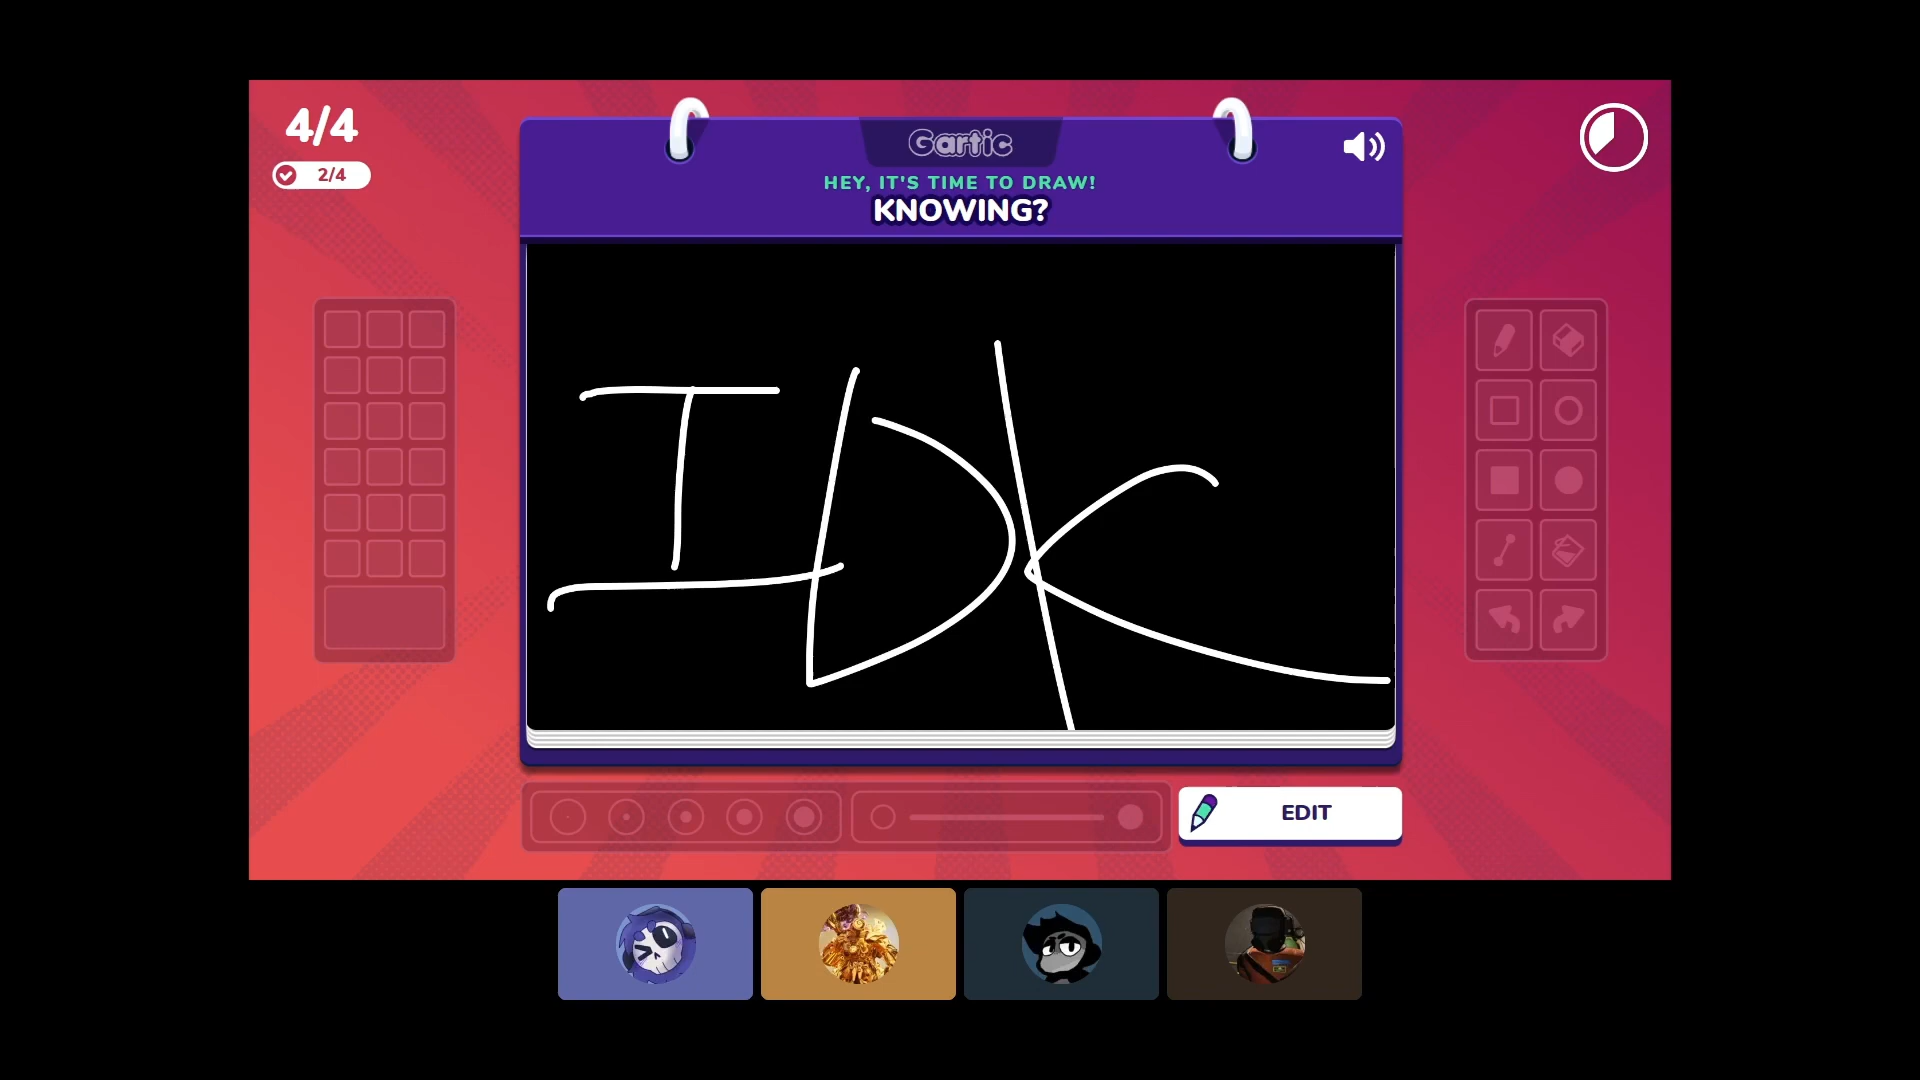 4/4
2/4
Gartic
HEY, IT'S TIME TO DRAW!
KNOWING?
IDK
EDIT